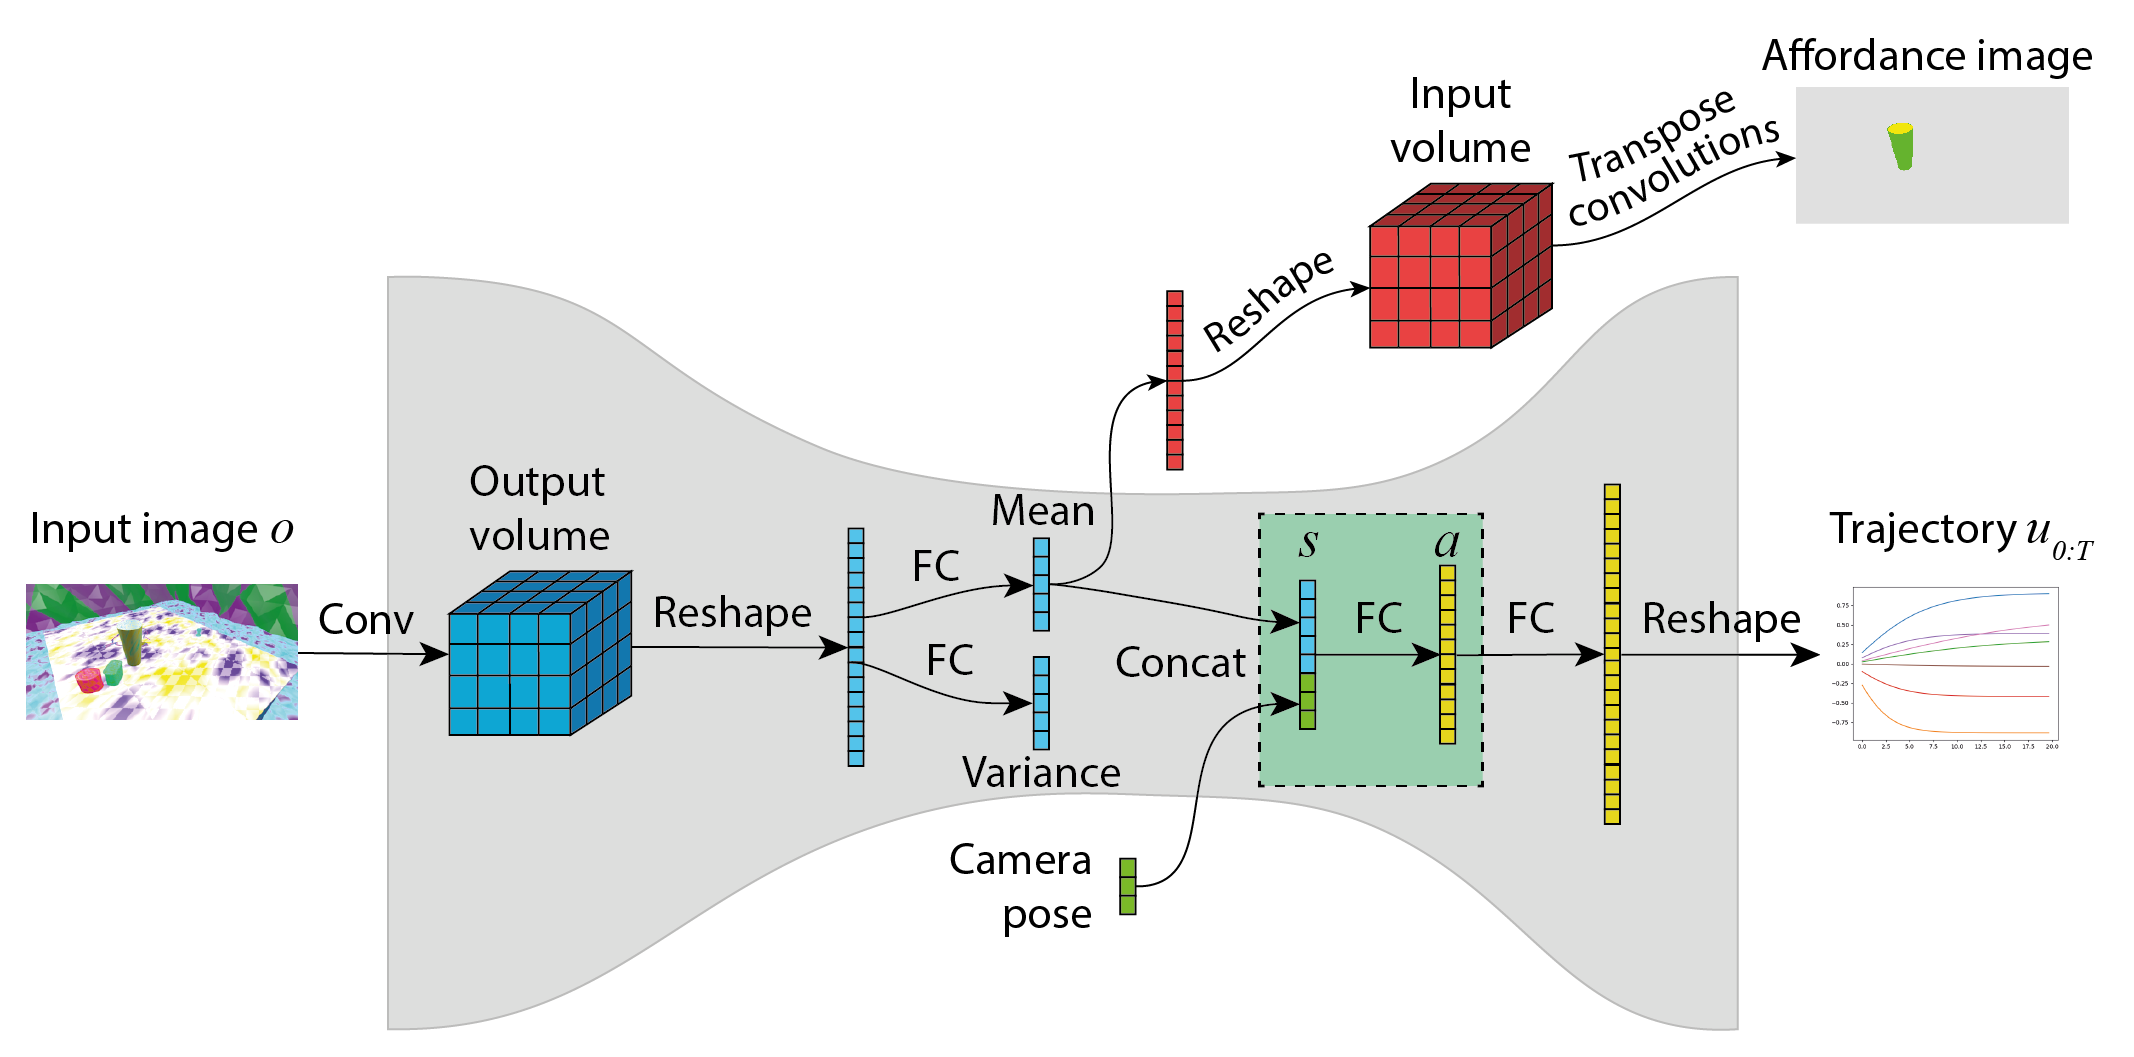 Affordance image
Input
volume
Transpose
convolutions
Reshape
Output
volume
Input image o
Conv
Reshape
FC
Mean
FC
Variance
Concat
s
a
FC
FC
Reshape
Trajectory u0:T
0.75
0.50
0.25
0.00
−0.25
−0.50
−0.75
0.0 2.5 5.0 7.5 10.0 12.5 15.0 17.5 20.0
Camera
pose